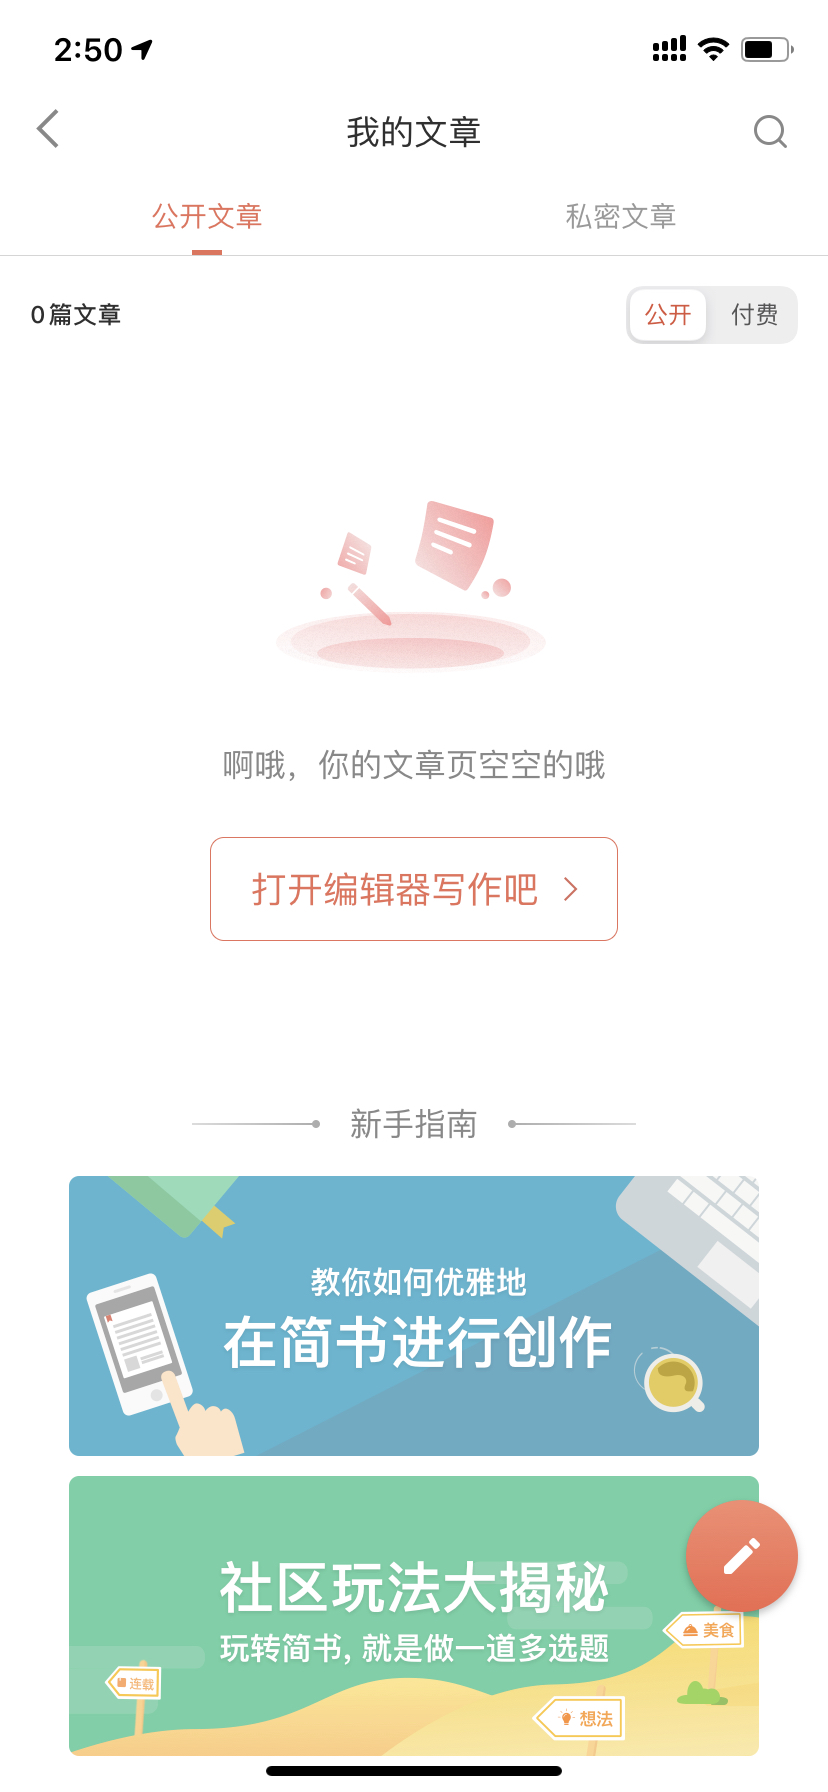 2:50
我的文章
公开文章 私密文章
0篇文章 公开 付费
啊哦，你的文章页空空的哦
打开编辑器写作吧
新手指南
教你如何优雅地
在简书进行创作
社区玩法大揭秘
玩转简书, 就是做一道多选题
美食
连载
想法